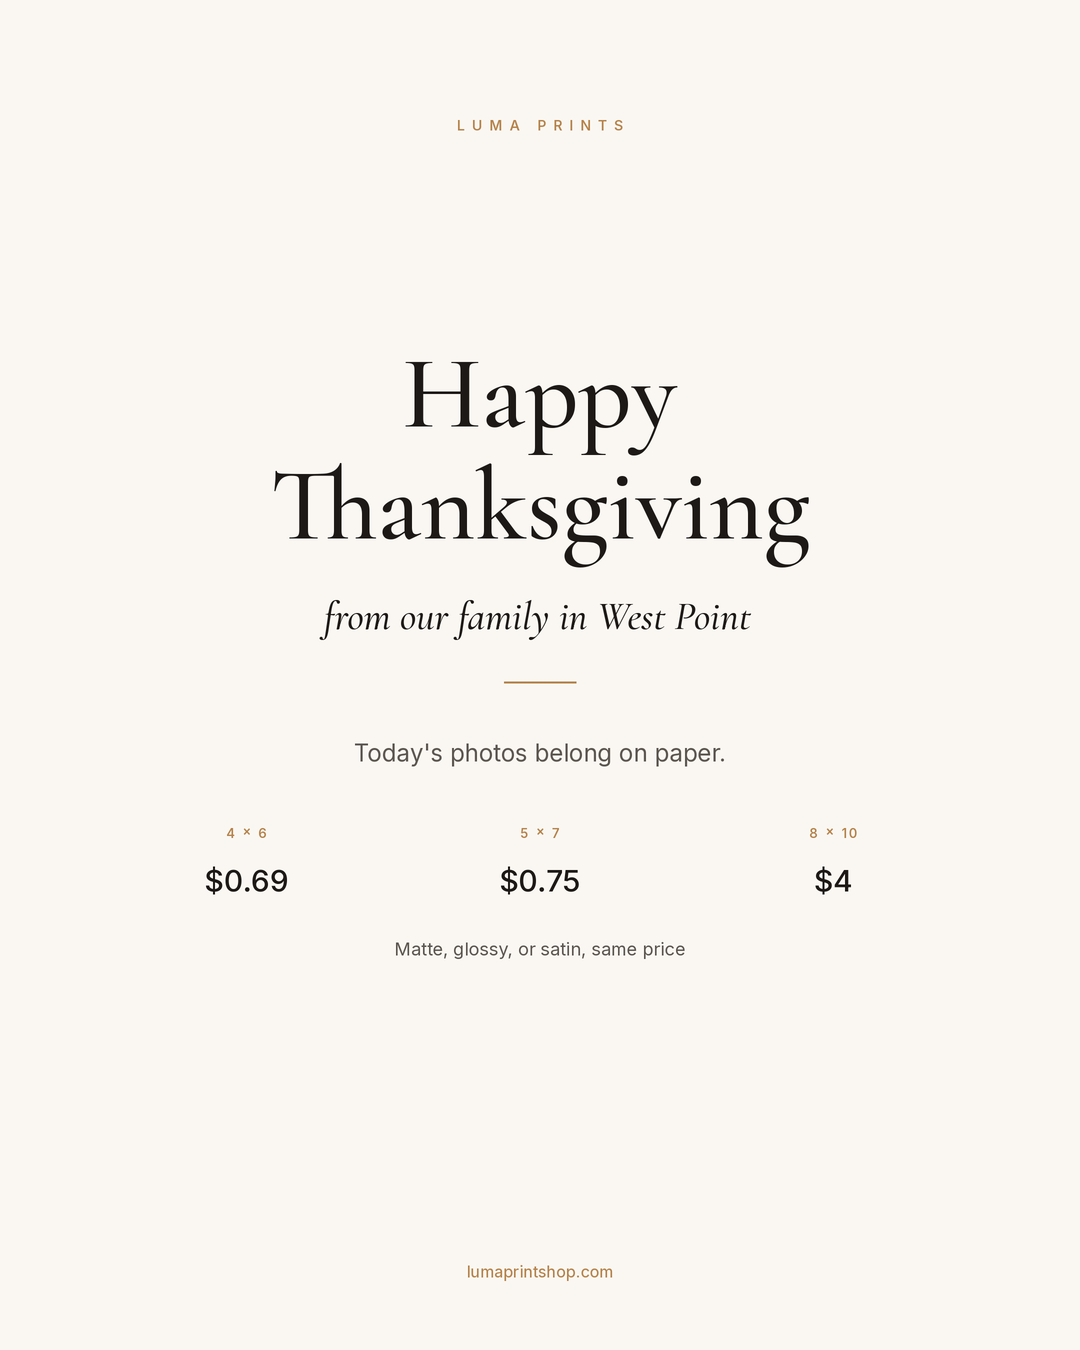 LUMA PRINTS
Happy
Thanksgiving
from our family in West Point
Today's photos belong on paper.
4 × 6 5 × 7 8 × 10
$0.69 $0.75 $4
Matte, glossy, or satin, same price
lumaprintshop.com